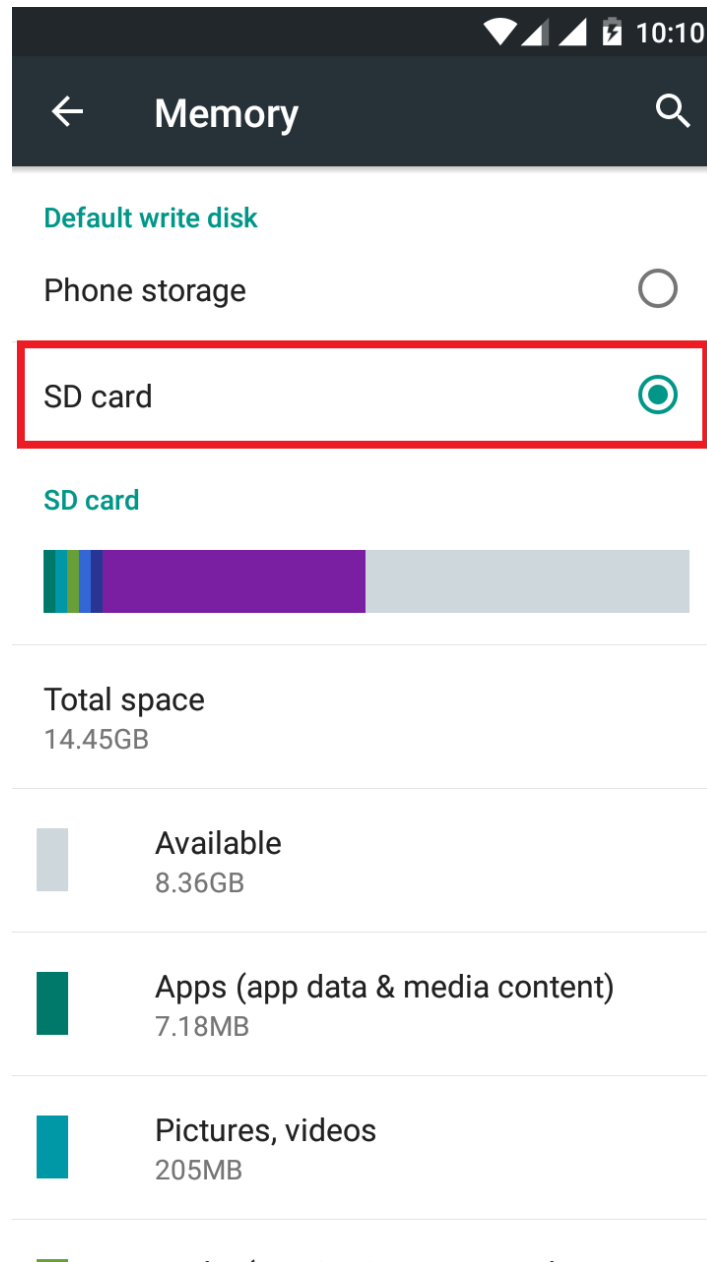 10:10
Memory
Default write disk
Phone storage
SD card
SD card
Total space
14.45GB
Available
8.36GB
Apps (app data & media content)
7.18MB
Pictures, videos
205MB